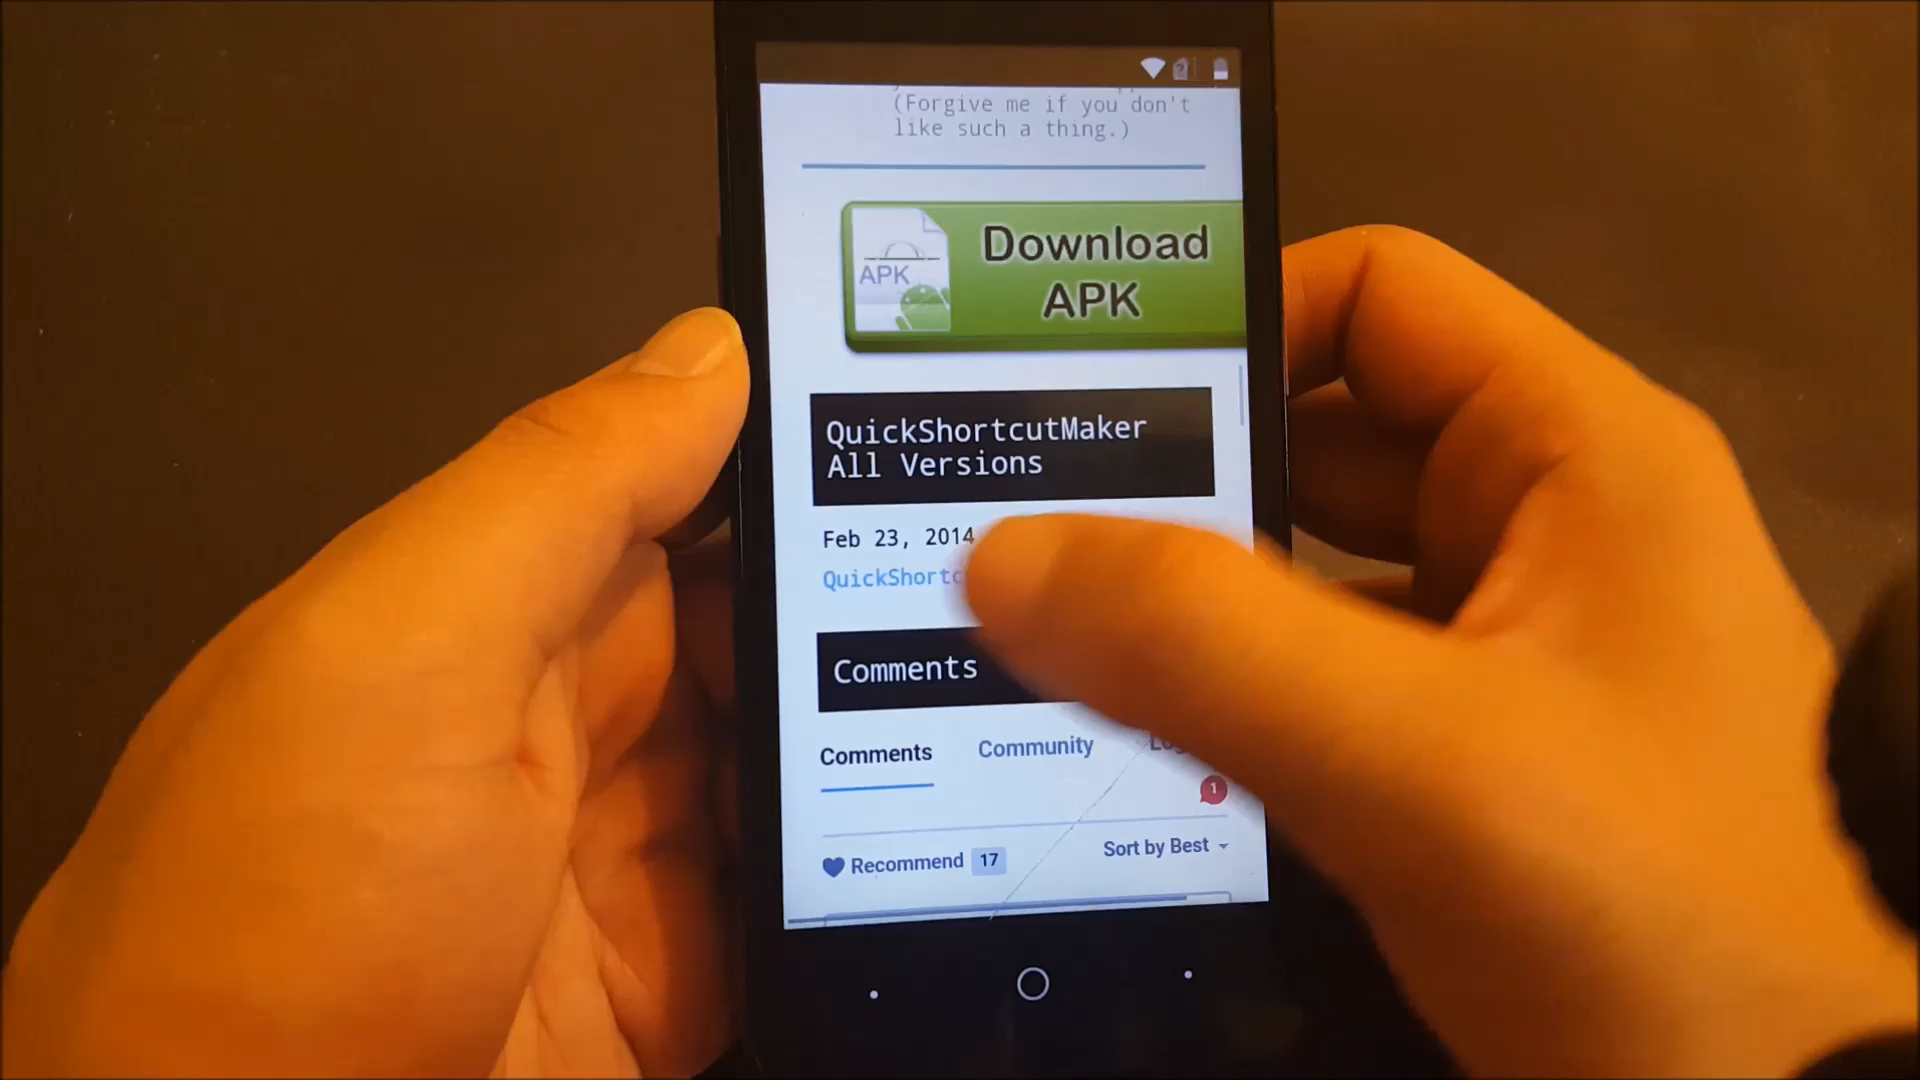 (Forgive me if you don't
like such a thing.)
APK
Download
APK
QuickShortcutMaker
All Versions
Feb 23, 2014
Comments
Comments
Community
1
Recommend 17
Sort by Best